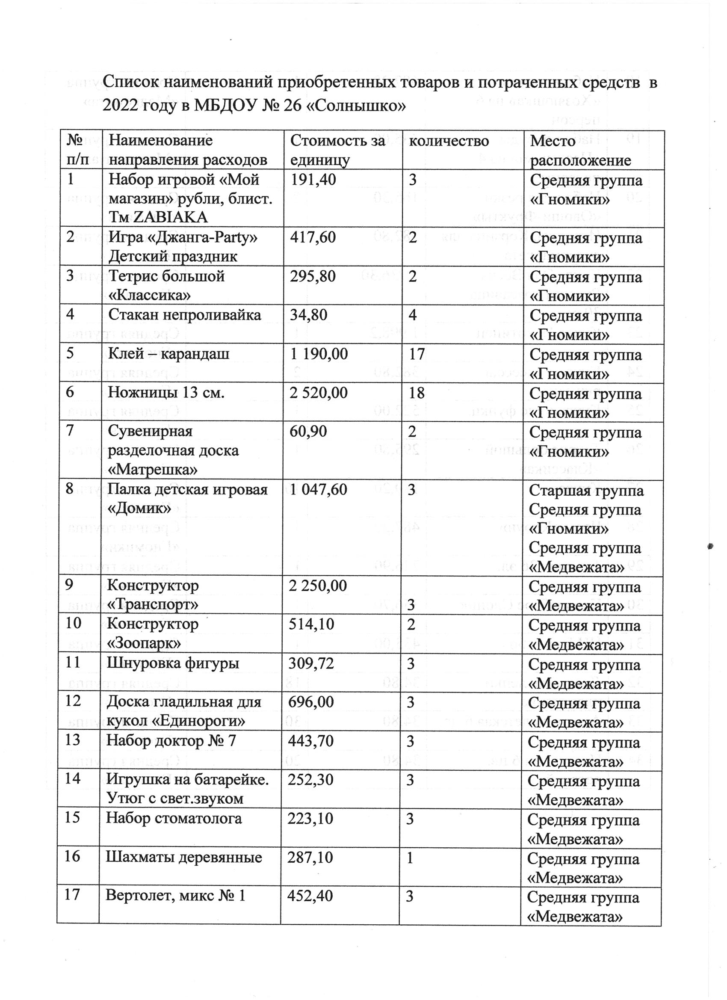 Список наименований приобретенных товаров и потраченных средств в
2022 году в МБДОУ № 26 «Солнышко»
№ п/п | Наименование направления расходов | Стоимость за единицу | количество | Место расположение
1 | Набор игровой «Мой магазин» рубли, блист. Тм ZABIAKA | 191,40 | 3 | Средняя группа «Гномики»
2 | Игра «Джанга-Party» Детский праздник | 417,60 | 2 | Средняя группа «Гномики»
3 | Тетрис большой «Классика» | 295,80 | 2 | Средняя группа «Гномики»
4 | Стакан непроливайка | 34,80 | 4 | Средняя группа «Гномики»
5 | Клей – карандаш | 1 190,00 | 17 | Средняя группа «Гномики»
6 | Ножницы 13 см. | 2 520,00 | 18 | Средняя группа «Гномики»
7 | Сувенирная разделочная доска «Матрешка» | 60,90 | 2 | Средняя группа «Гномики»
8 | Палка детская игровая «Домик» | 1 047,60 | 3 | Старшая группа Средняя группа «Гномики» Средняя группа «Медвежата»
9 | Конструктор «Транспорт» | 2 250,00 | 3 | Средняя группа «Медвежата»
10 | Конструктор «Зоопарк» | 514,10 | 2 | Средняя группа «Медвежата»
11 | Шнуровка фигуры | 309,72 | 3 | Средняя группа «Медвежата»
12 | Доска гладильная для кукол «Единороги» | 696,00 | 3 | Средняя группа «Медвежата»
13 | Набор доктор № 7 | 443,70 | 3 | Средняя группа «Медвежата»
14 | Игрушка на батарейке. Утюг с свет.звуком | 252,30 | 3 | Средняя группа «Медвежата»
15 | Набор стоматолога | 223,10 | 3 | Средняя группа «Медвежата»
16 | Шахматы деревянные | 287,10 | 1 | Средняя группа «Медвежата»
17 | Вертолет, микс № 1 | 452,40 | 3 | Средняя группа «Медвежата»